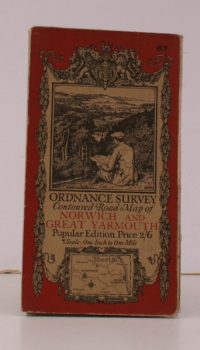 67
ORDNANCE SURVEY
Contoured Road Map of
NORWICH AND
GREAT YARMOUTH
Popular Edition Price 2/6
Scale: One Inch to One Mile